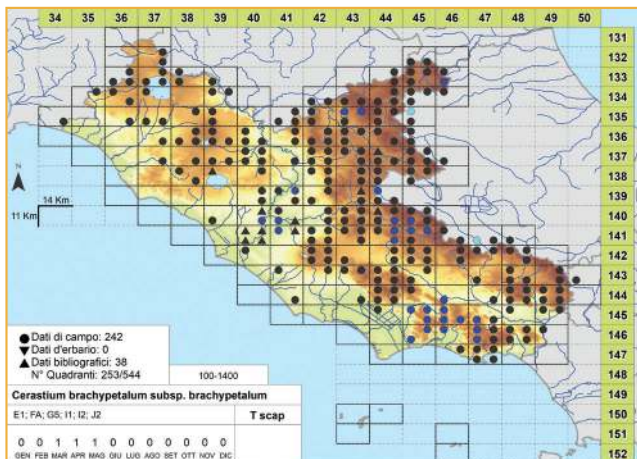 34 35 36 37 38 39 40 41 42 43 44 45 46 47 48 49 50
131
132
133
134
135
136
137
138
139
140
141
142
143
144
145
146
147
148
149
150
151
152
N
14 Km
11 Km
Dati di campo: 242
Dati d'erbario: 0
Dati bibliografici: 38
N° Quadranti: 253/544
100-1400
Cerastium brachypetalum subsp. brachypetalum
E1; FA; G5; I1; I2; J2
T scap
0 0 1 1 1 0 0 0 0 0 0 0
GEN FEB MAR APR MAG GIU LUG AGO SET OTT NOV DIC